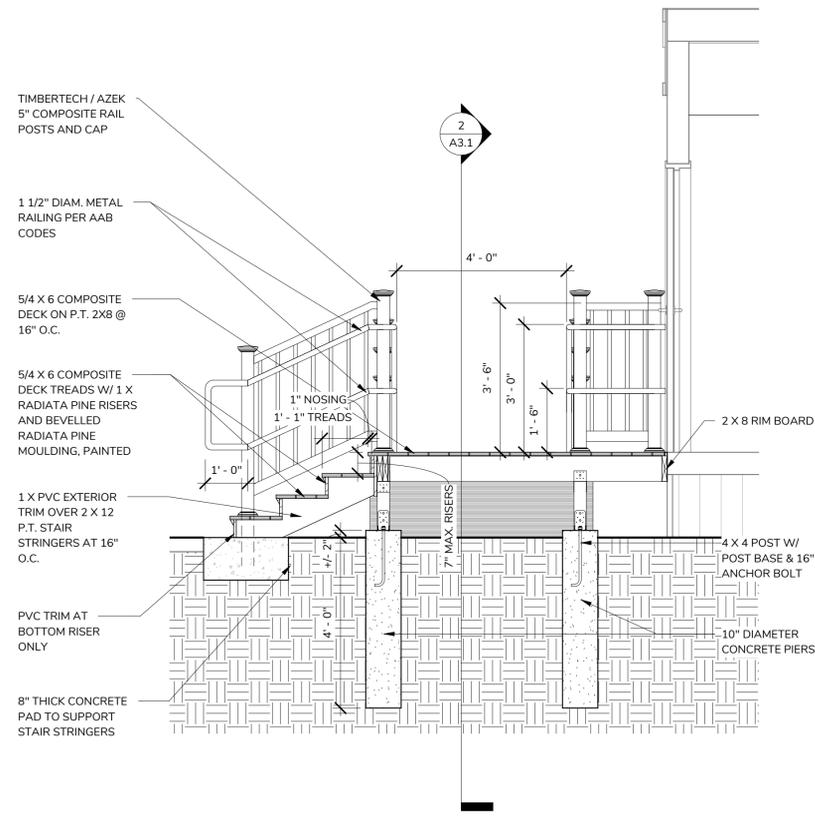 TIMBERTECH / AZEK
5" COMPOSITE RAIL
POSTS AND CAP
2
A3.1
1 1/2" DIAM. METAL
RAILING PER AAB
CODES
4' - 0"
5/4 X 6 COMPOSITE
DECK ON P.T. 2X8 @
16" O.C.
5/4 X 6 COMPOSITE
DECK TREADS W/ 1 X
RADIATA PINE RISERS
AND BEVELLED
RADIATA PINE
MOULDING, PAINTED
1" NOSING
1' - 1" TREADS
3' - 6"
3' - 0"
1' - 6"
2 X 8 RIM BOARD
1' - 0"
1 X PVC EXTERIOR
TRIM OVER 2 X 12
P.T. STAIR
STRINGERS AT 16"
O.C.
7" MAX. RISERS
+/- 2"
4' - 0"
4 X 4 POST W/
POST BASE & 16"
ANCHOR BOLT
PVC TRIM AT
BOTTOM RISER
ONLY
10" DIAMETER
CONCRETE PIERS
8" THICK CONCRETE
PAD TO SUPPORT
STAIR STRINGERS